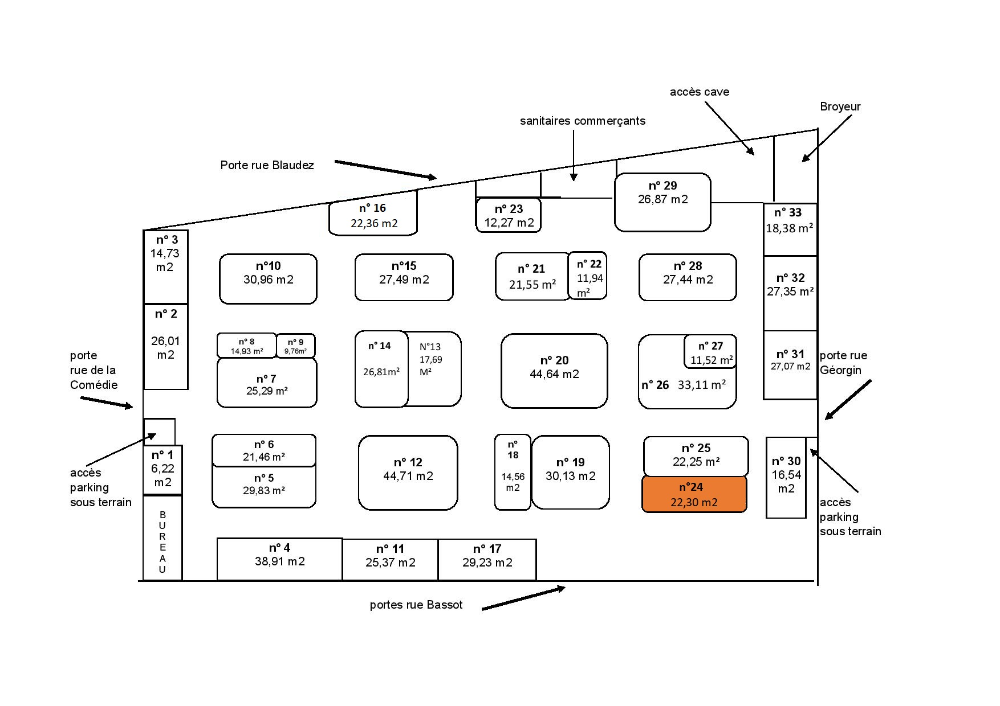 accès cave
Broyeur
sanitaires commerçants
Porte rue Blaudez
n° 29
26,87 m2
n° 16
22,36 m2
n° 23
12,27 m2
n° 33
18,38 m²
n° 3
14,73
m2
n°10
30,96 m2
n°15
27,49 m2
n° 21
21,55 m²
n° 22
11,94
m²
n° 28
27,44 m2
n° 32
27,35 m²
n° 2
26,01
m2
n° 8
14,93 m²
n° 9
9,76m²
n° 7
25,29 m²
n° 14
26,81m²
N°13
17,69
M²
n° 20
44,64 m2
n° 27
11,52 m²
n° 26 33,11 m²
n° 31
27,07 m2
porte
rue de la
Comédie
porte rue
Géorgin
n° 1
6,22
m2
n° 6
21,46 m²
n° 5
29,83 m²
n° 12
44,71 m2
n°
18
14,56
m2
n° 19
30,13 m2
n° 25
22,25 m²
n°24
22,30 m2
n° 30
16,54
m2
accès
parking
sous terrain
accès
parking
sous terrain
B
U
R
E
A
U
n° 4
38,91 m2
n° 11
25,37 m2
n° 17
29,23 m2
portes rue Bassot